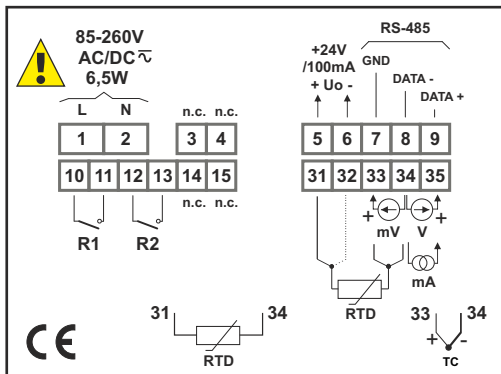 85-260V
AC/DC
6,5W
L N
1 2
n.c. n.c.
3 4
10 11 12 13 14 15
n.c. n.c.
R1 R2
RS-485
+24V
/100mA
+ Uo -
GND
DATA -
DATA +
5 6 7 8 9
31 32 33 34 35
+ +
mV V
mA
RTD
31 34
RTD
33 34
+ -
TC
CE